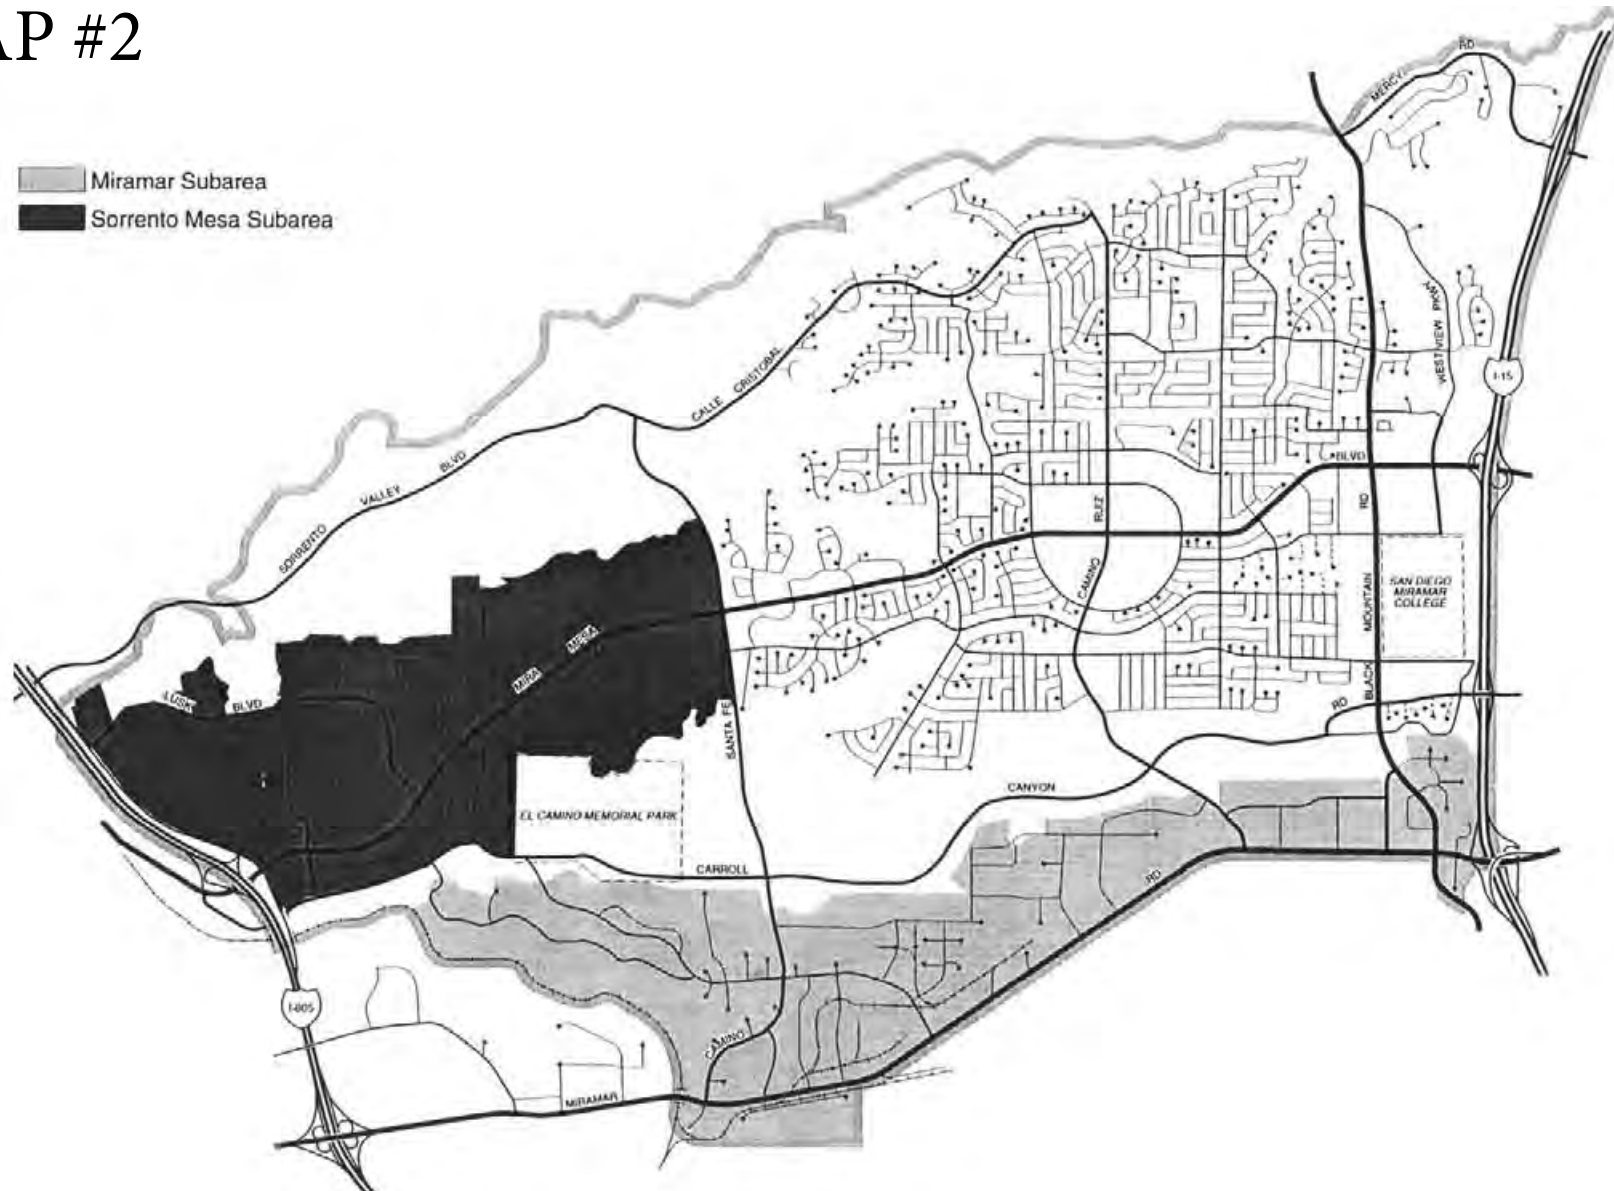 AP #2
Miramar Subarea
Sorrento Mesa Subarea
MERCY
RD
WESTVIEW PKWY
I-15
CALLE CRISTOBAL
SORRENTO
VALLEY
BLVD
BLVD
RUIZ
CAMINO
RD
MOUNTAIN
BLACK
SAN DIEGO
MIRAMAR
COLLEGE
MIRA
MESA
LUSK
BLVD
SANTA FE
RD
CANYON
EL CAMINO MEMORIAL PARK
CARROLL
RD
I-805
CAMINO
MIRAMAR